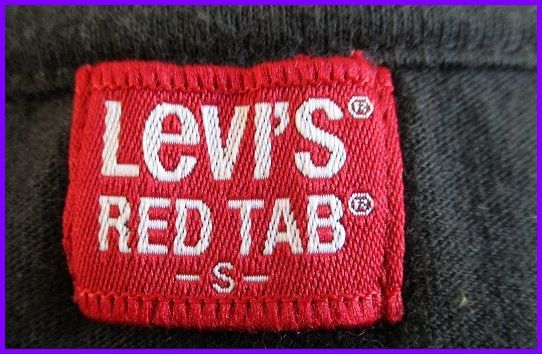 LeVI'S®
RED TAB®
-S-